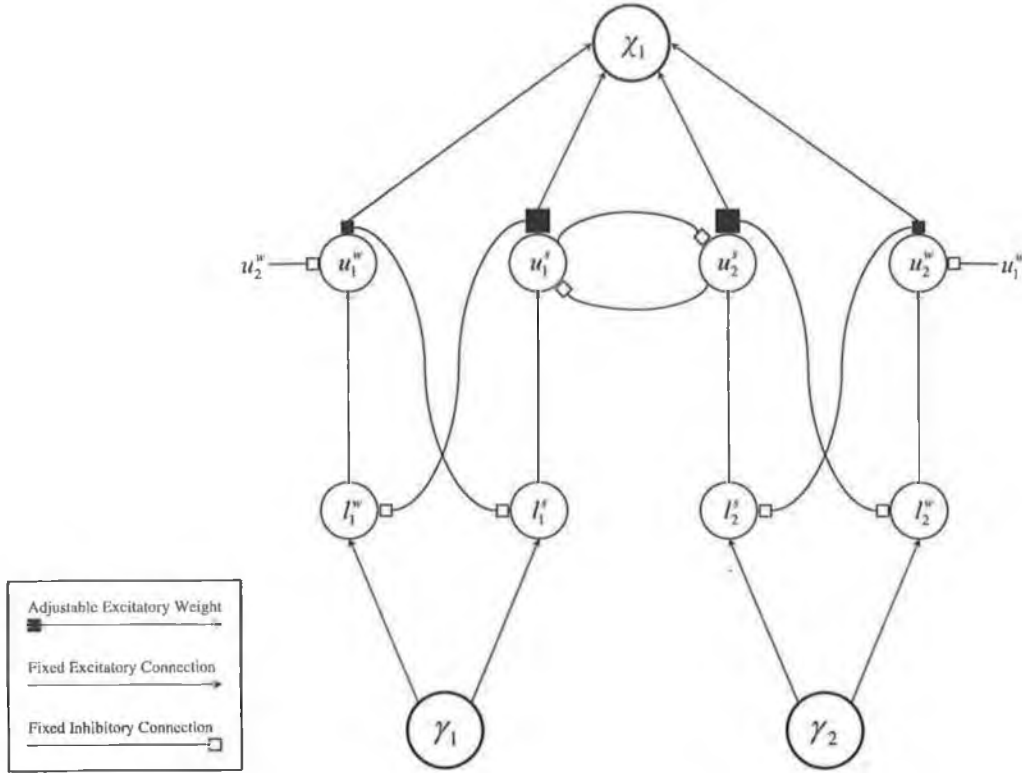 χ₁
u₂ʷ u₁ʷ u₁ˢ u₂ˢ u₂ʷ u₁ʷ
l₁ʷ l₁ˢ l₂ˢ l₂ʷ
Adjustable Excitatory Weight
Fixed Excitatory Connection
Fixed Inhibitory Connection
γ₁ γ₂